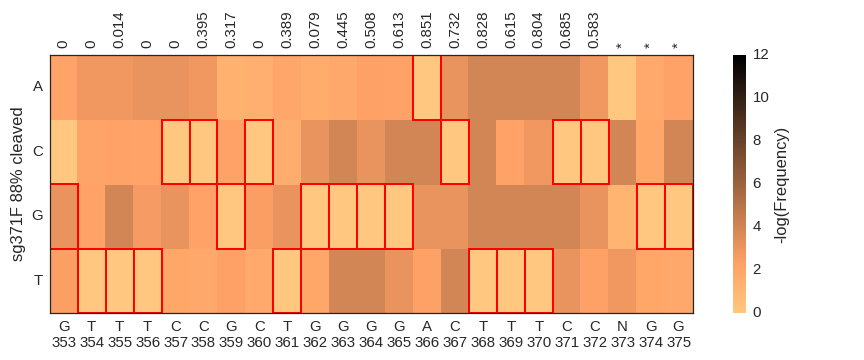 0 0 0.014 0 0 0.395 0.317 0 0.389 0.079 0.445 0.508 0.613 0.851 0.732 0.828 0.615 0.804 0.685 0.583 * * *
sg371F 88% cleaved
A
C
G
T
G T T T C C G C T G G G G A C T T T C C N G G
353 354 355 356 357 358 359 360 361 362 363 364 365 366 367 368 369 370 371 372 373 374 375
12
10
8
6
4
2
0
-log(Frequency)